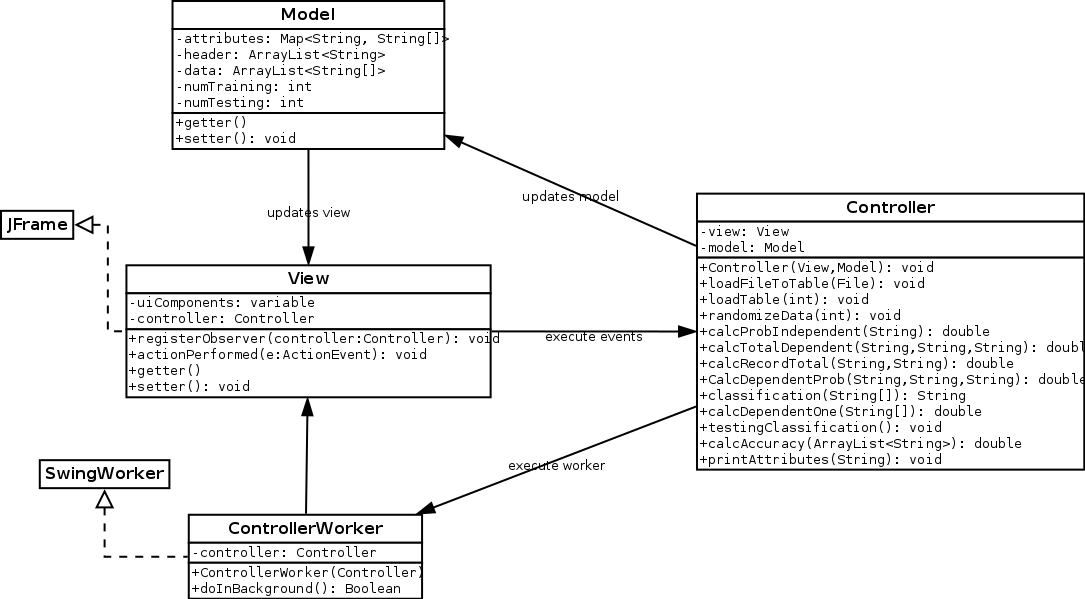 Model
-attributes: Map<String, String[]>
-header: ArrayList<String>
-data: ArrayList<String[]>
-numTraining: int
-numTesting: int
+getter()
+setter(): void
updates view
updates model
JFrame
View
-uiComponents: variable
-controller: Controller
+registerObserver(controller:Controller): void
+actionPerformed(e:ActionEvent): void
+getter()
+setter(): void
execute events
Controller
-view: View
-model: Model
+Controller(View,Model): void
+loadFileToTable(File): void
+loadTable(int): void
+randomizeData(int): void
+calcProbIndependent(String): double
+calcTotalDependent(String,String,String): doubl
+calcRecordTotal(String,String): double
+CalcDependentProb(String,String,String): double
+classification(String[]): String
+calcDependentOne(String[]): double
+testingClassification(): void
+calcAccuracy(ArrayList<String>): double
+printAttributes(String): void
execute worker
SwingWorker
ControllerWorker
-controller: Controller
+ControllerWorker(Controller)
+doInBackground(): Boolean